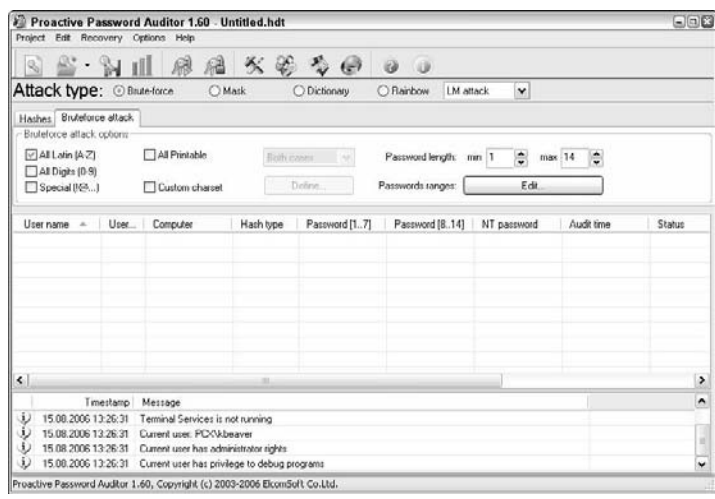 Proactive Password Auditor 1.60 - Untitled.hdt
Project Edit Recovery Options Help
Attack type: Brute-force Mask Dictionary Rainbow LM attack
Hashes Bruteforce attack
Bruteforce attack options
All Latin (A-Z) All Printable Both cases Password length: min 1 max 14
All Digits (0-9)
Special (!@...) Custom charset Define... Passwords ranges: Edit...
User name User... Computer Hash type Password [1..7] Password [8..14] NT password Audit time Status
Timestamp Message
15.08.2006 13:26:31 Terminal Services is not running
15.08.2006 13:26:31 Current user: PCX\kbeaver
15.08.2006 13:26:31 Current user has administrator rights
15.08.2006 13:26:31 Current user has privilege to debug programs
Proactive Password Auditor 1.60, Copyright (c) 2003-2006 ElcomSoft Co.Ltd.